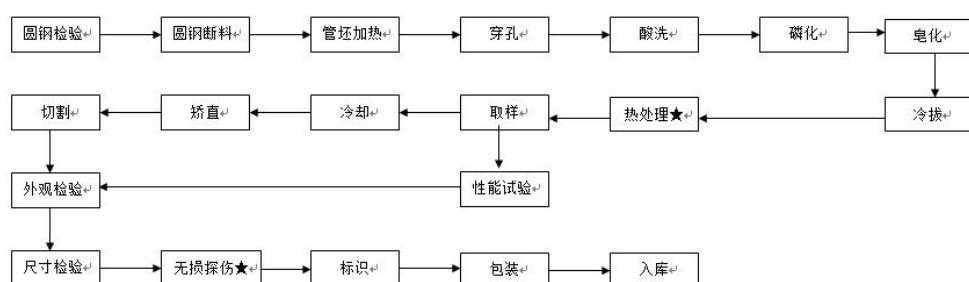 圆钢检验
圆钢断料
管坯加热
穿孔
酸洗
磷化
皂化
冷拔
热处理★
取样
冷却
矫直
切割
性能试验
外观检验
尺寸检验
无损探伤★
标识
包装
入库